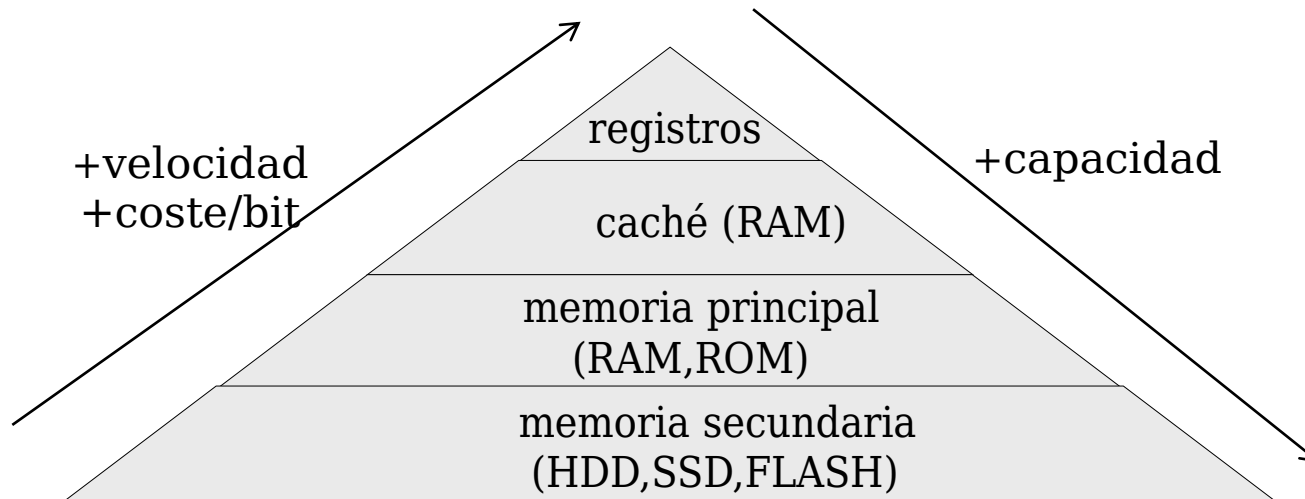 registros
+velocidad
+coste/bit
+capacidad
caché (RAM)
memoria principal
(RAM,ROM)
memoria secundaria
(HDD,SSD,FLASH)